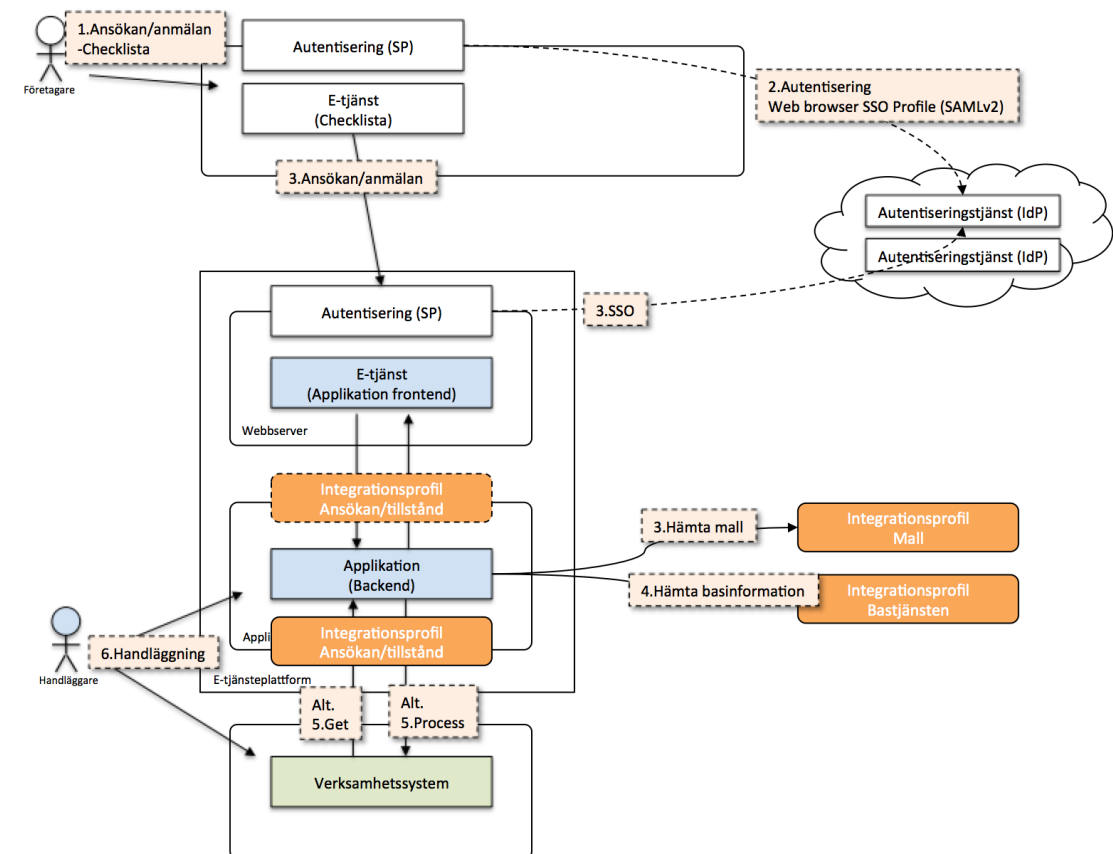 1.Ansökan/anmälan
-Checklista
Företagare
Autentisering (SP)
E-tjänst
(Checklista)
2.Autentisering
Web browser SSO Profile (SAMLv2)
3.Ansökan/anmälan
Autentiseringstjänst (IdP)
Autentiseringstjänst (IdP)
Autentisering (SP)
3.SSO
E-tjänst
(Applikation frontend)
Webbserver
Integrationsprofil
Ansökan/tillstånd
3.Hämta mall
Integrationsprofil
Mall
Applikation
(Backend)
4.Hämta basinformation
Integrationsprofil
Bastjänsten
Appli
Integrationsprofil
Ansökan/tillstånd
6.Handläggning
Handläggare
E-tjänsteplattform
Alt.
5.Get
Alt.
5.Process
Verksamhetssystem